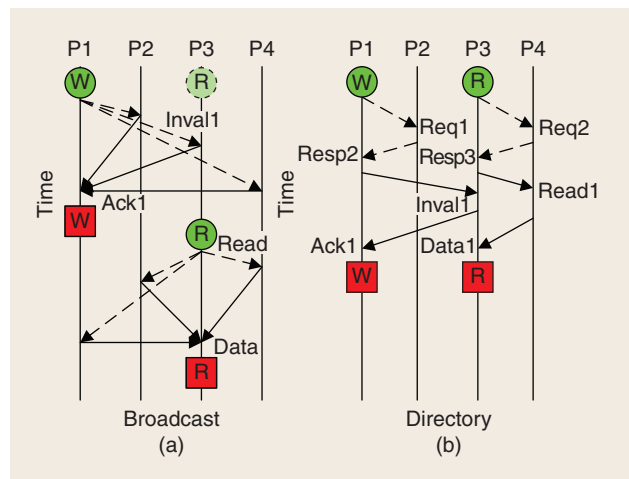 P1 P2 P3 P4
W R
Inval1
Time
Ack1
W
R Read
Data
R
Broadcast
(a)
P1 P2 P3 P4
W R
Req1 Req2
Resp2 Resp3
Time
Read1
Inval1
Ack1 Data1
W R
Directory
(b)